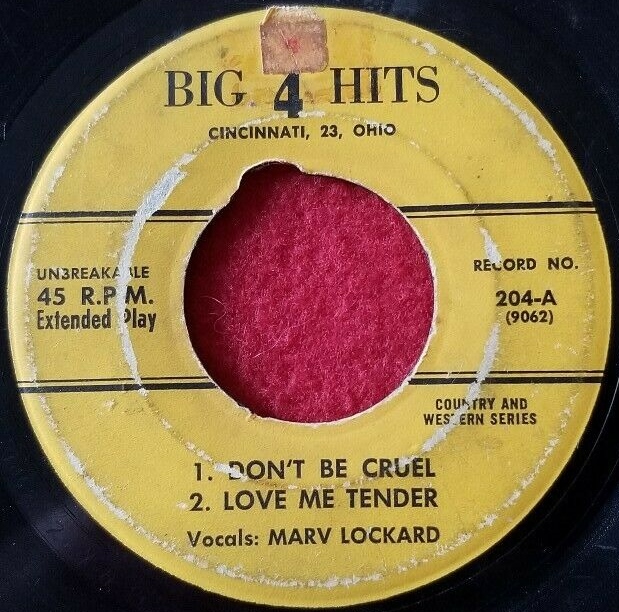 BIG 4 HITS
CINCINNATI, 23, OHIO
UNBREAKABLE
45 R.P.M.
Extended Play
RECORD NO.
204-A
(9062)
COUNTRY AND
WESTERN SERIES
1. DON'T BE CRUEL
2. LOVE ME TENDER
Vocals: MARV LOCKARD